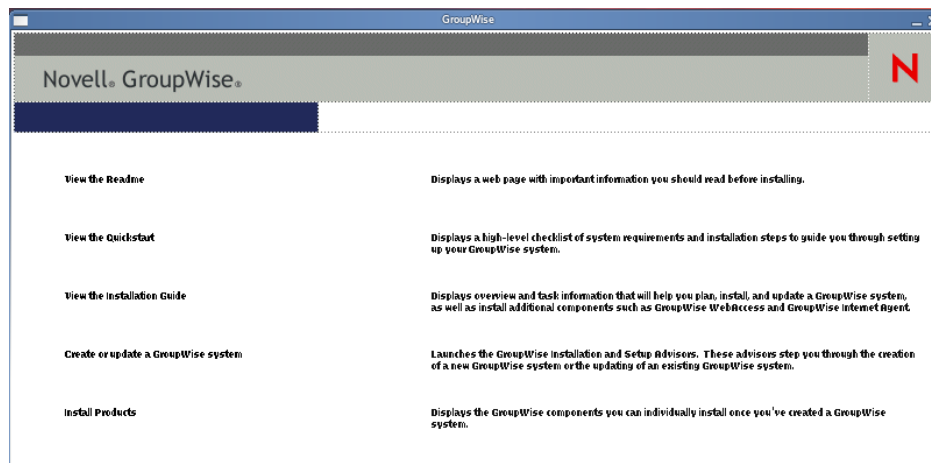 GroupWise
Novell® GroupWise®
N
View the Readme
Displays a web page with important information you should read before installing.
View the Quickstart
Displays a high-level checklist of system requirements and installation steps to guide you through setting
up your GroupWise system.
View the Installation Guide
Displays overview and task information that will help you plan, install, and update a GroupWise system,
as well as install additional components such as GroupWise WebAccess and GroupWise Internet Agent.
Create or update a GroupWise system
Launches the GroupWise Installation and Setup Advisors. These advisors step you through the creation
of a new GroupWise system or the updating of an existing GroupWise system.
Install Products
Displays the GroupWise components you can individually install once you've created a GroupWise
system.